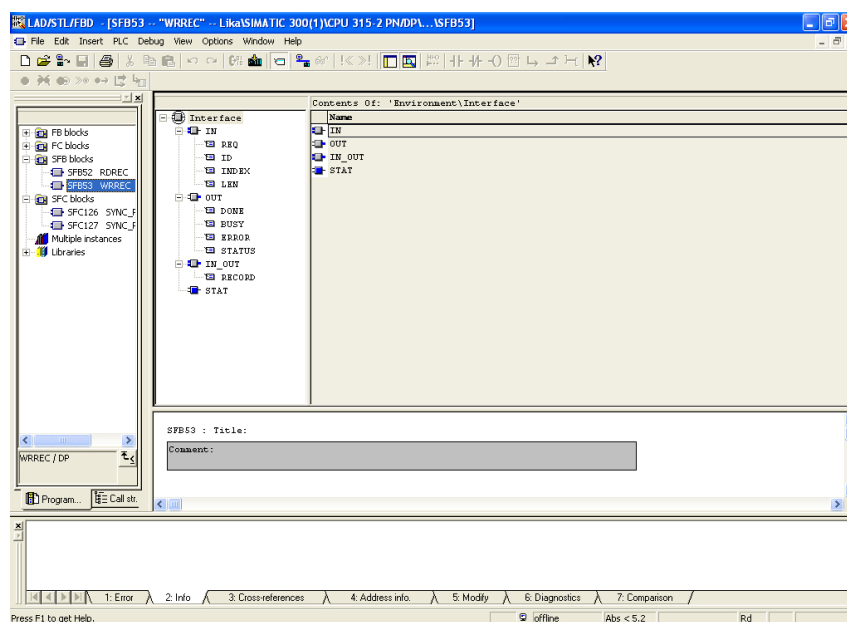 LAD/STL/FBD - [SFB53 -- "WRREC" -- Lika\SIMATIC 300(1)\CPU 315-2 PN/DP\...\SFB53]
File Edit Insert PLC Debug View Options Window Help
Contents Of: 'Environment\Interface'
Name
IN
OUT
IN_OUT
STAT
Interface
IN
REQ
ID
INDEX
LEN
OUT
DONE
BUSY
ERROR
STATUS
IN_OUT
RECORD
STAT
FB blocks
FC blocks
SFB blocks
SFB52 RDREC
SFB53 WRREC
SFC blocks
SFC126 SYNC_F
SFC127 SYNC_F
Multiple instances
Libraries
WRREC / DP
Program... Call str.
SFB53 : Title:
Comment:
1: Error 2: Info 3: Cross-references 4: Address info. 5: Modify 6: Diagnostics 7: Comparison
Press F1 to get Help. offline Abs < 5.2 Rd